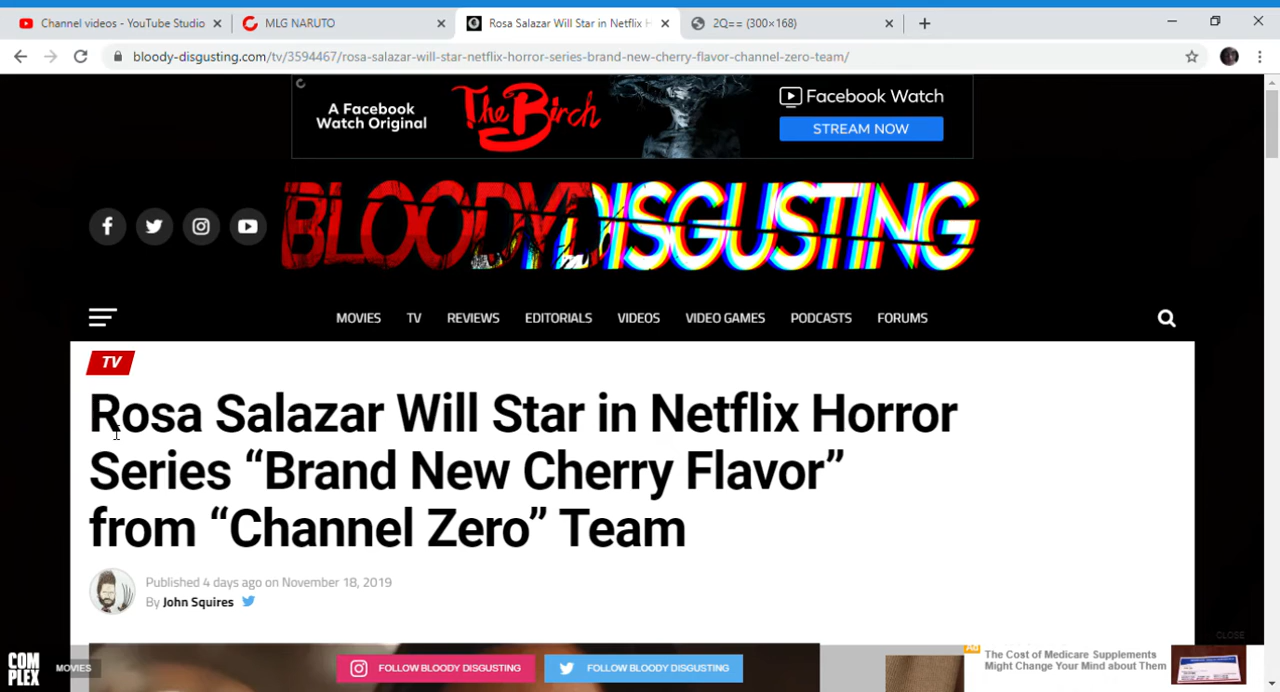 Channel videos - YouTube Studio
MLG NARUTO
Rosa Salazar Will Star in Netflix H
2Q== (300×168)
bloody-disgusting.com/tv/3594467/rosa-salazar-will-star-netflix-horror-series-brand-new-cherry-flavor-channel-zero-team/
A Facebook
Watch Original
The Birch
Facebook Watch
STREAM NOW
BLOODY DISGUSTING
MOVIES TV REVIEWS EDITORIALS VIDEOS VIDEO GAMES PODCASTS FORUMS
TV
Rosa Salazar Will Star in Netflix Horror
Series “Brand New Cherry Flavor”
from “Channel Zero” Team
Published 4 days ago on November 18, 2019
By John Squires
CLOSE
COM
PLEX
MOVIES
FOLLOW BLOODY DISGUSTING
FOLLOW BLOODY DISGUSTING
Ad
The Cost of Medicare Supplements
Might Change Your Mind about Them